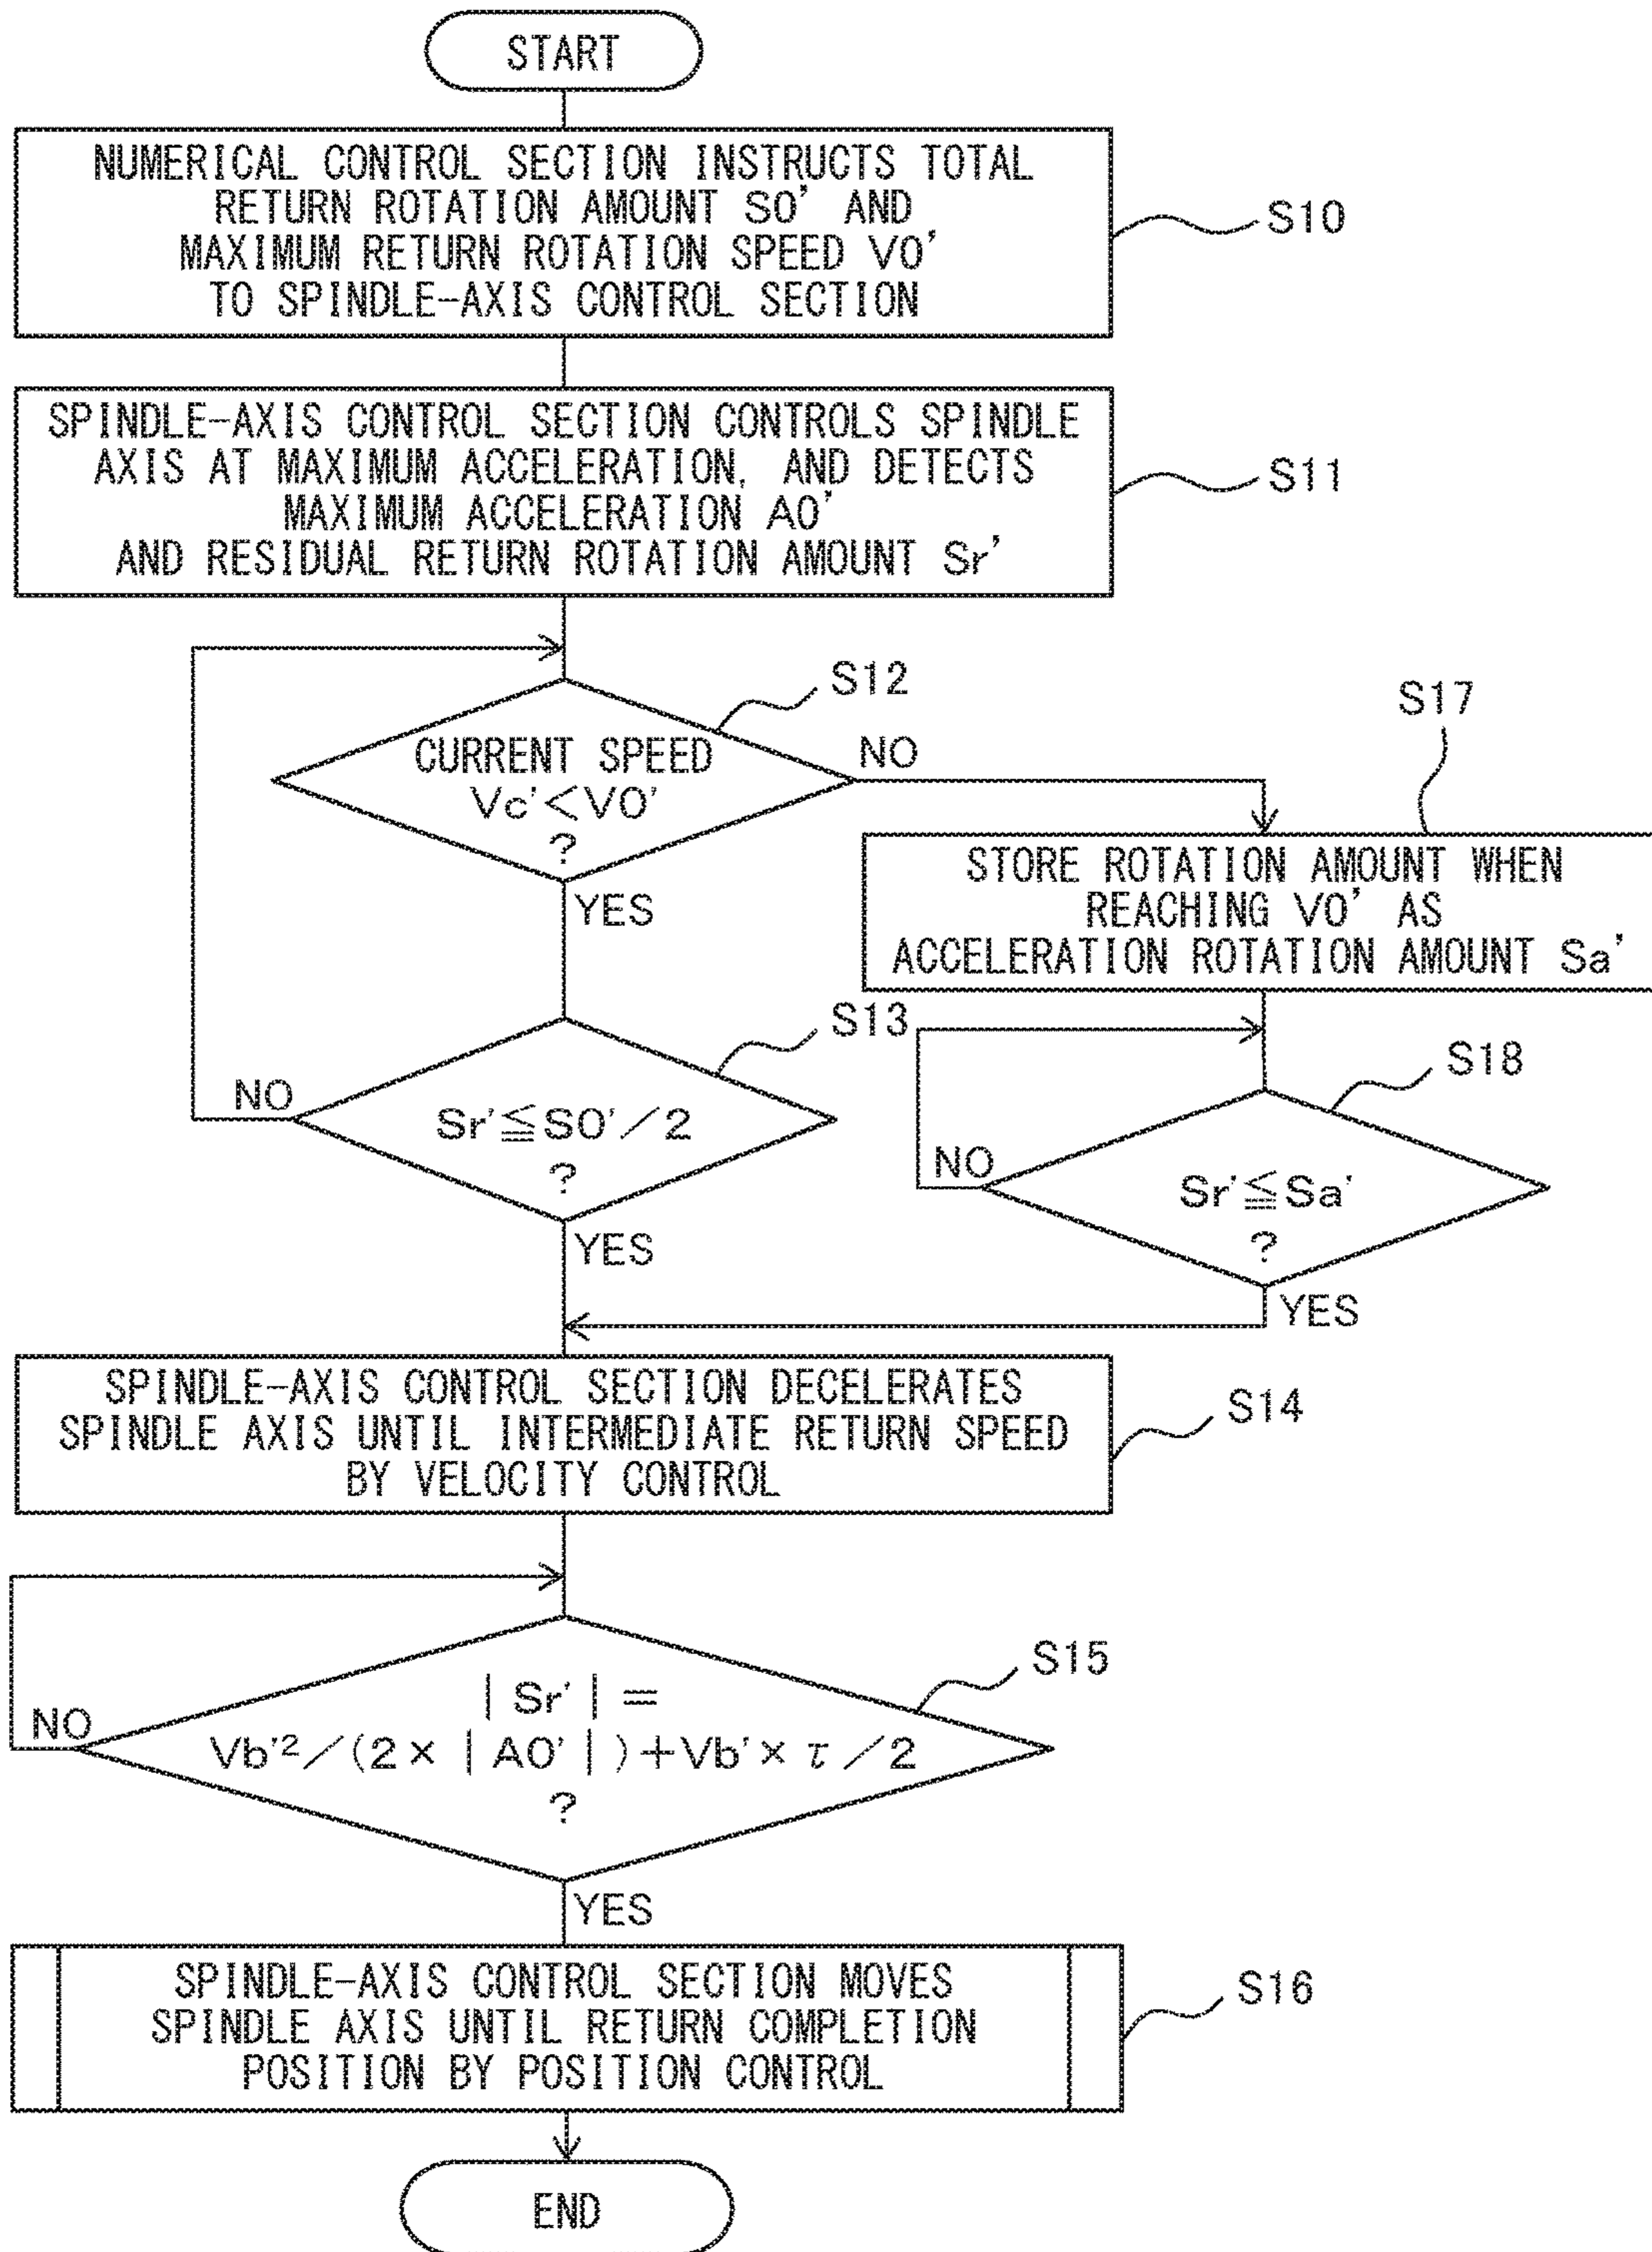 START
NUMERICAL CONTROL SECTION INSTRUCTS TOTAL
RETURN ROTATION AMOUNT S0' AND
MAXIMUM RETURN ROTATION SPEED V0'
TO SPINDLE-AXIS CONTROL SECTION
S10
SPINDLE-AXIS CONTROL SECTION CONTROLS SPINDLE
AXIS AT MAXIMUM ACCELERATION, AND DETECTS
MAXIMUM ACCELERATION A0'
AND RESIDUAL RETURN ROTATION AMOUNT Sr'
S11
S12
CURRENT SPEED
Vc'<V0'
?
NO
YES
S17
STORE ROTATION AMOUNT WHEN
REACHING V0' AS
ACCELERATION ROTATION AMOUNT Sa'
S13
Sr'≦S0'/2
?
NO
YES
S18
Sr'≦Sa'
?
NO
YES
SPINDLE-AXIS CONTROL SECTION DECELERATES
SPINDLE AXIS UNTIL INTERMEDIATE RETURN SPEED
BY VELOCITY CONTROL
S14
S15
|Sr'|=
Vb'²/(2×|A0'|)+Vb'×τ/2
?
NO
YES
SPINDLE-AXIS CONTROL SECTION MOVES
SPINDLE AXIS UNTIL RETURN COMPLETION
POSITION BY POSITION CONTROL
S16
END